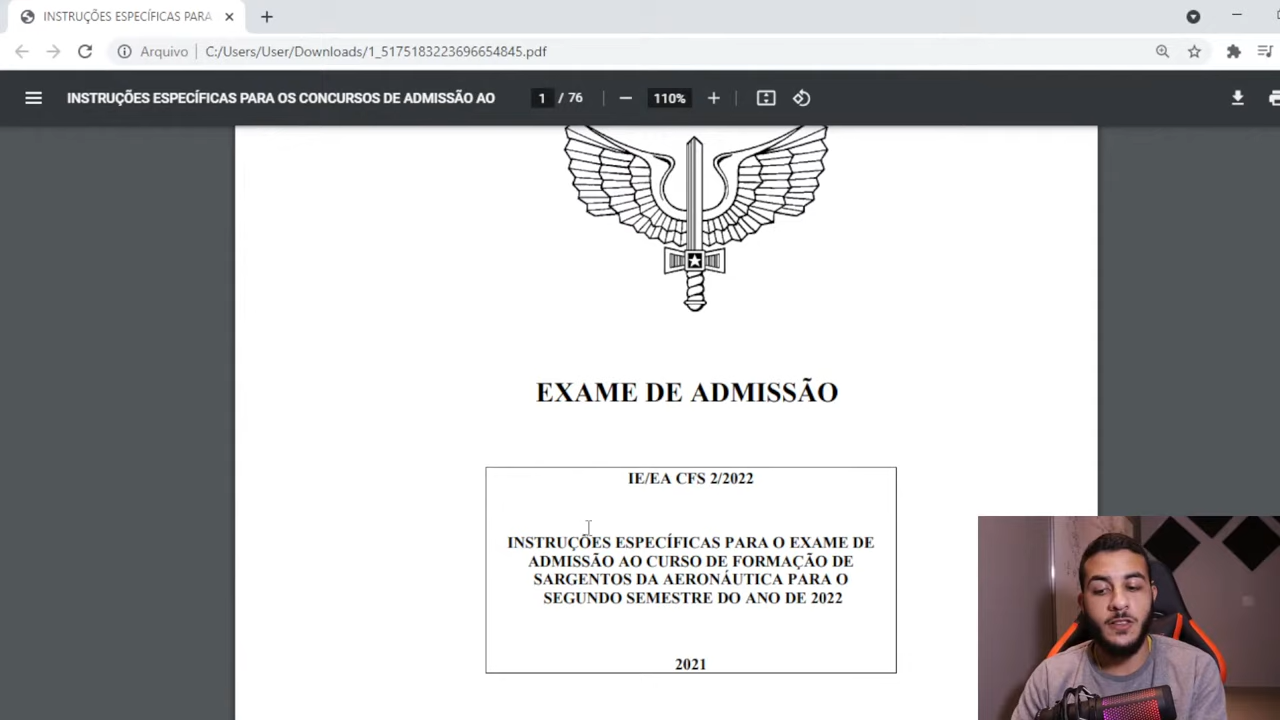 INSTRUÇÕES ESPECÍFICAS PARA
Arquivo C:/Users/User/Downloads/1_5175183223696654845.pdf
INSTRUÇÕES ESPECÍFICAS PARA OS CONCURSOS DE ADMISSÃO AO 1 / 76 110%
EXAME DE ADMISSÃO
IE/EA CFS 2/2022
INSTRUÇÕES ESPECÍFICAS PARA O EXAME DE
ADMISSÃO AO CURSO DE FORMAÇÃO DE
SARGENTOS DA AERONÁUTICA PARA O
SEGUNDO SEMESTRE DO ANO DE 2022
2021